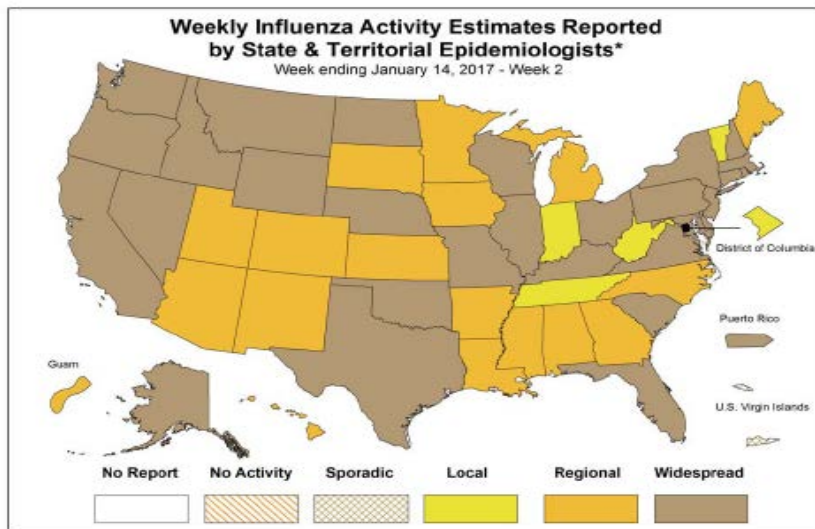 Weekly Influenza Activity Estimates Reported
by State & Territorial Epidemiologists*
Week ending January 14, 2017 - Week 2
District of Columbia
Puerto Rico
Guam
U.S. Virgin Islands
No Report No Activity Sporadic Local Regional Widespread